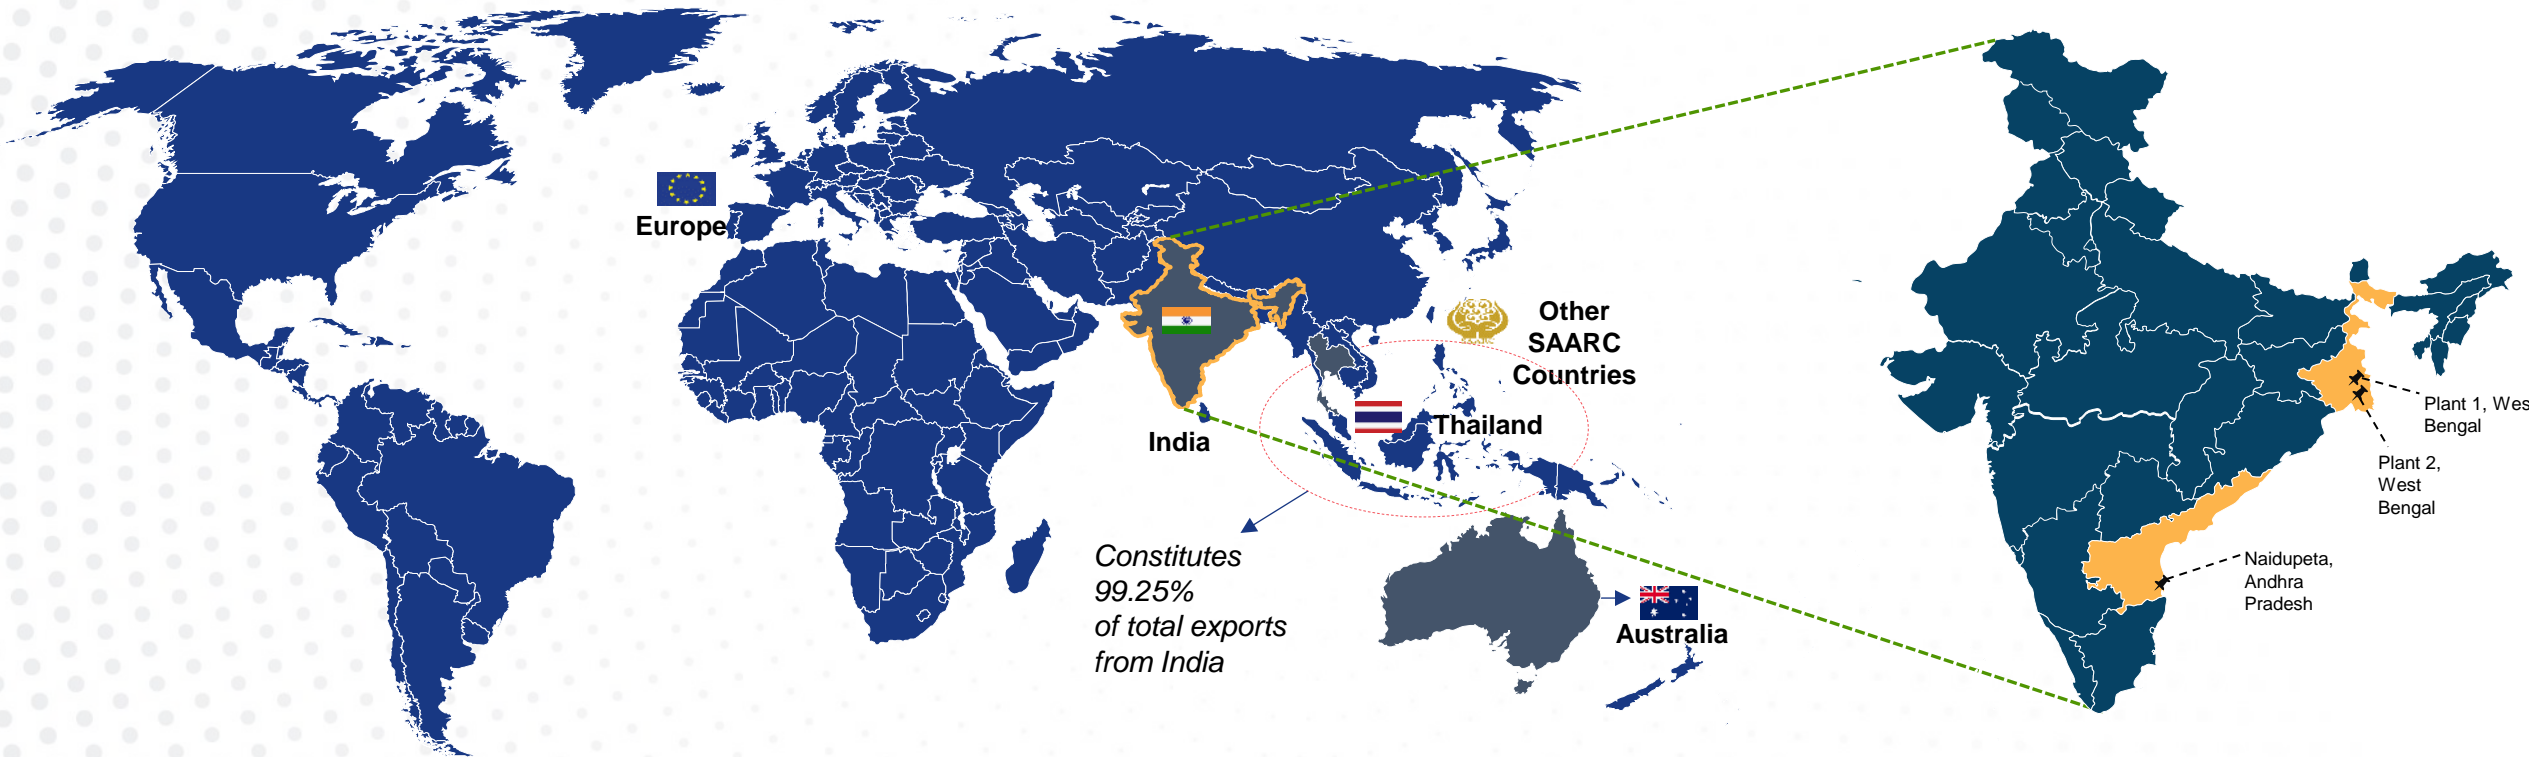 Europe
Other
SAARC
Countries
Thailand
India
Constitutes
99.25%
of total exports
from India
Australia
Plant 1, Wes
Bengal
Plant 2,
West
Bengal
Naidupeta,
Andhra
Pradesh